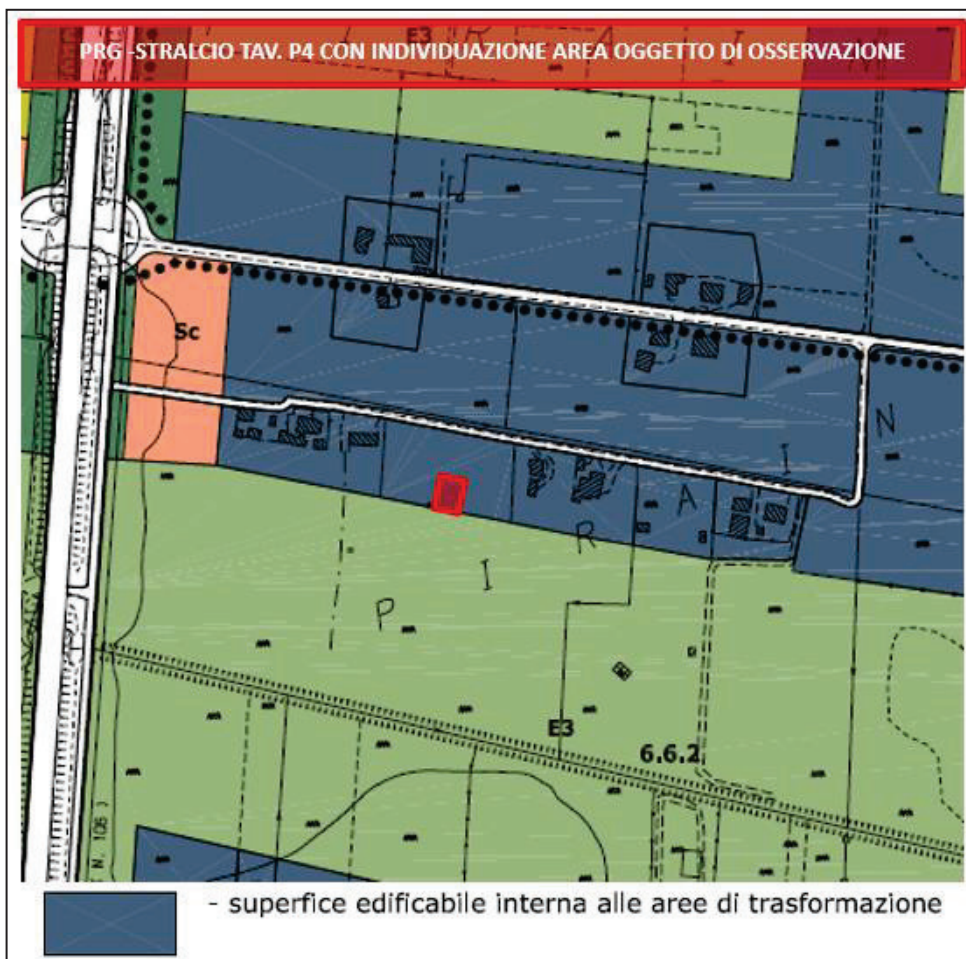 PRG -STRALCIO TAV. P4 CON INDIVIDUAZIONE AREA OGGETTO DI OSSERVAZIONE
E3
R A I N
Sc
P I R A I N
E3
6.6.2
( N. 106 )
- superfice edificabile interna alle aree di trasformazione